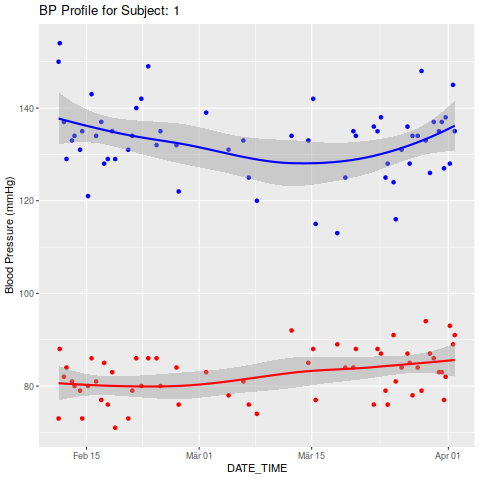 BP Profile for Subject: 1
Blood Pressure (mmHg)
140
120
100
80
Feb 15
Mär 01
Mär 15
Apr 01
DATE_TIME